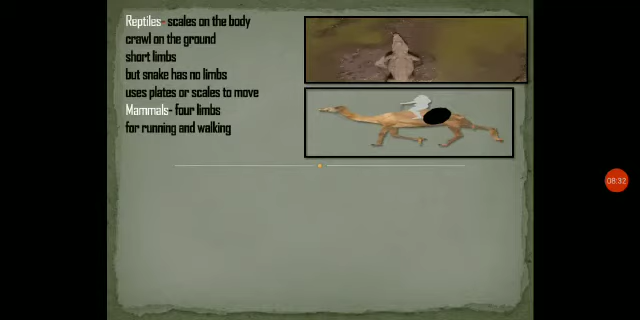 Reptiles- scales on the body
crawl on the ground
short limbs
but snake has no limbs
uses plates or scales to move
Mammals- four limbs
for running and walking
08:32